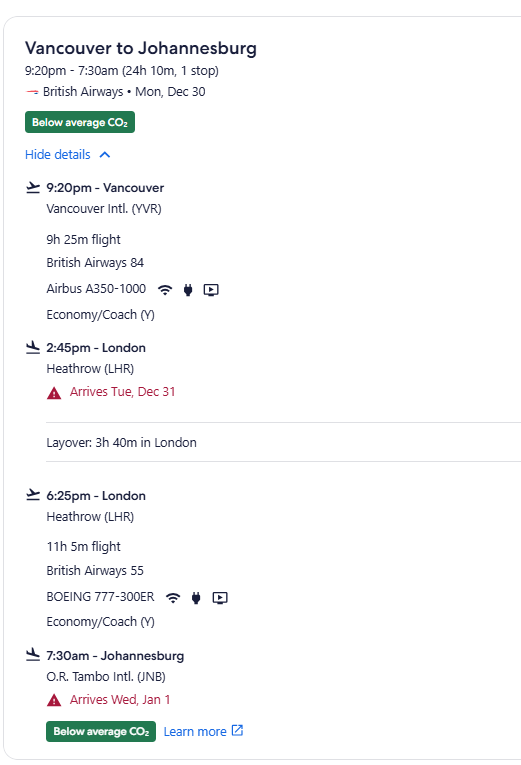 Vancouver to Johannesburg
9:20pm - 7:30am (24h 10m, 1 stop)
British Airways • Mon, Dec 30
Below average CO₂
Hide details
9:20pm - Vancouver
Vancouver Intl. (YVR)
9h 25m flight
British Airways 84
Airbus A350-1000
Economy/Coach (Y)
2:45pm - London
Heathrow (LHR)
Arrives Tue, Dec 31
Layover: 3h 40m in London
6:25pm - London
Heathrow (LHR)
11h 5m flight
British Airways 55
BOEING 777-300ER
Economy/Coach (Y)
7:30am - Johannesburg
O.R. Tambo Intl. (JNB)
Arrives Wed, Jan 1
Below average CO₂ Learn more